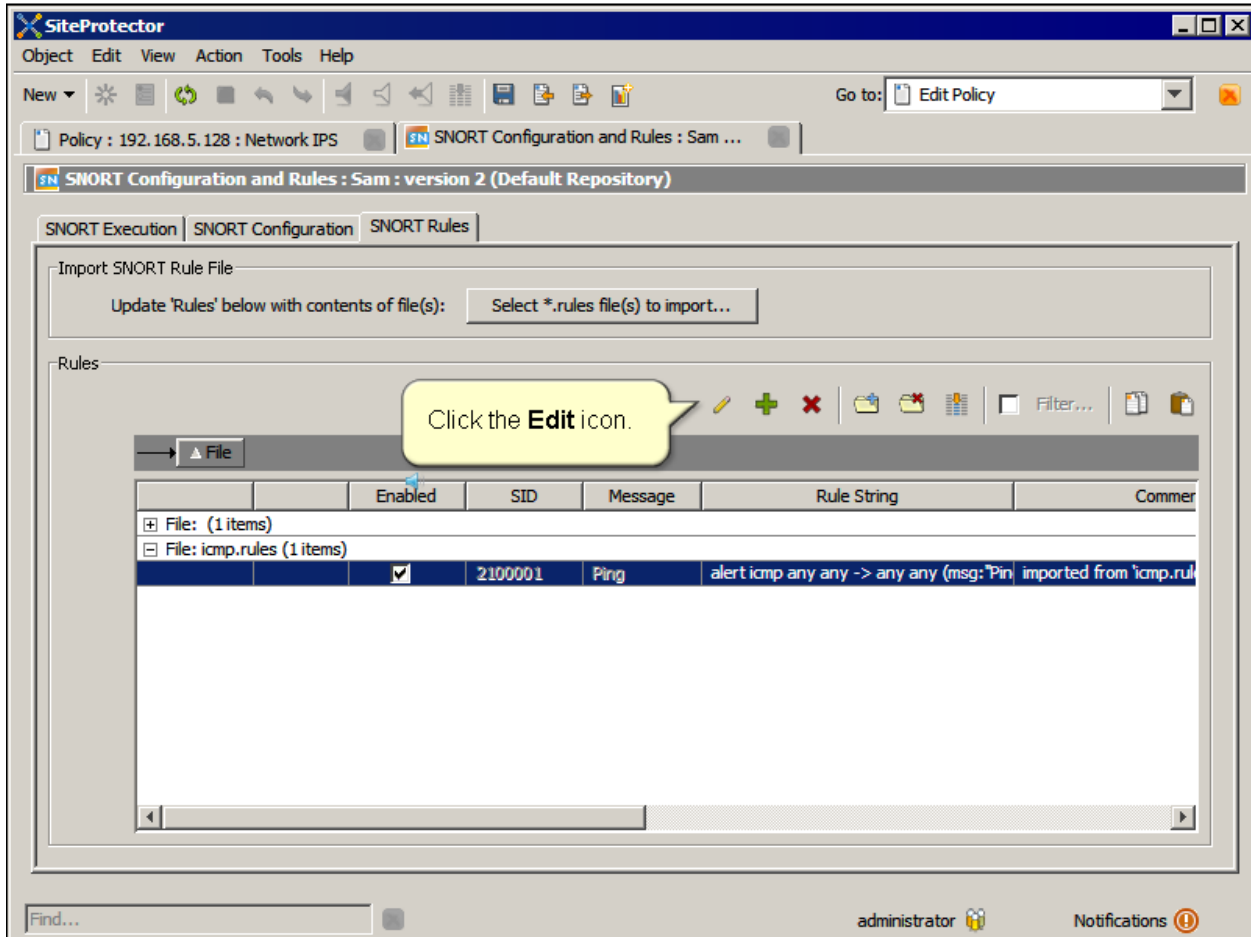 SiteProtector
Object Edit View Action Tools Help
New Go to: Edit Policy
Policy : 192.168.5.128 : Network IPS SNORT Configuration and Rules : Sam ...
SN SNORT Configuration and Rules : Sam : version 2 (Default Repository)
SNORT Execution SNORT Configuration SNORT Rules
Import SNORT Rule File
Update 'Rules' below with contents of file(s): Select *.rules file(s) to import...
Rules
Click the Edit icon.
Filter...
File
Enabled SID Message Rule String Commer
File: (1 items)
File: icmp.rules (1 items)
2100001 Ping alert icmp any any -> any any (msg:"Pin imported from 'icmp.rul
Find... administrator Notifications